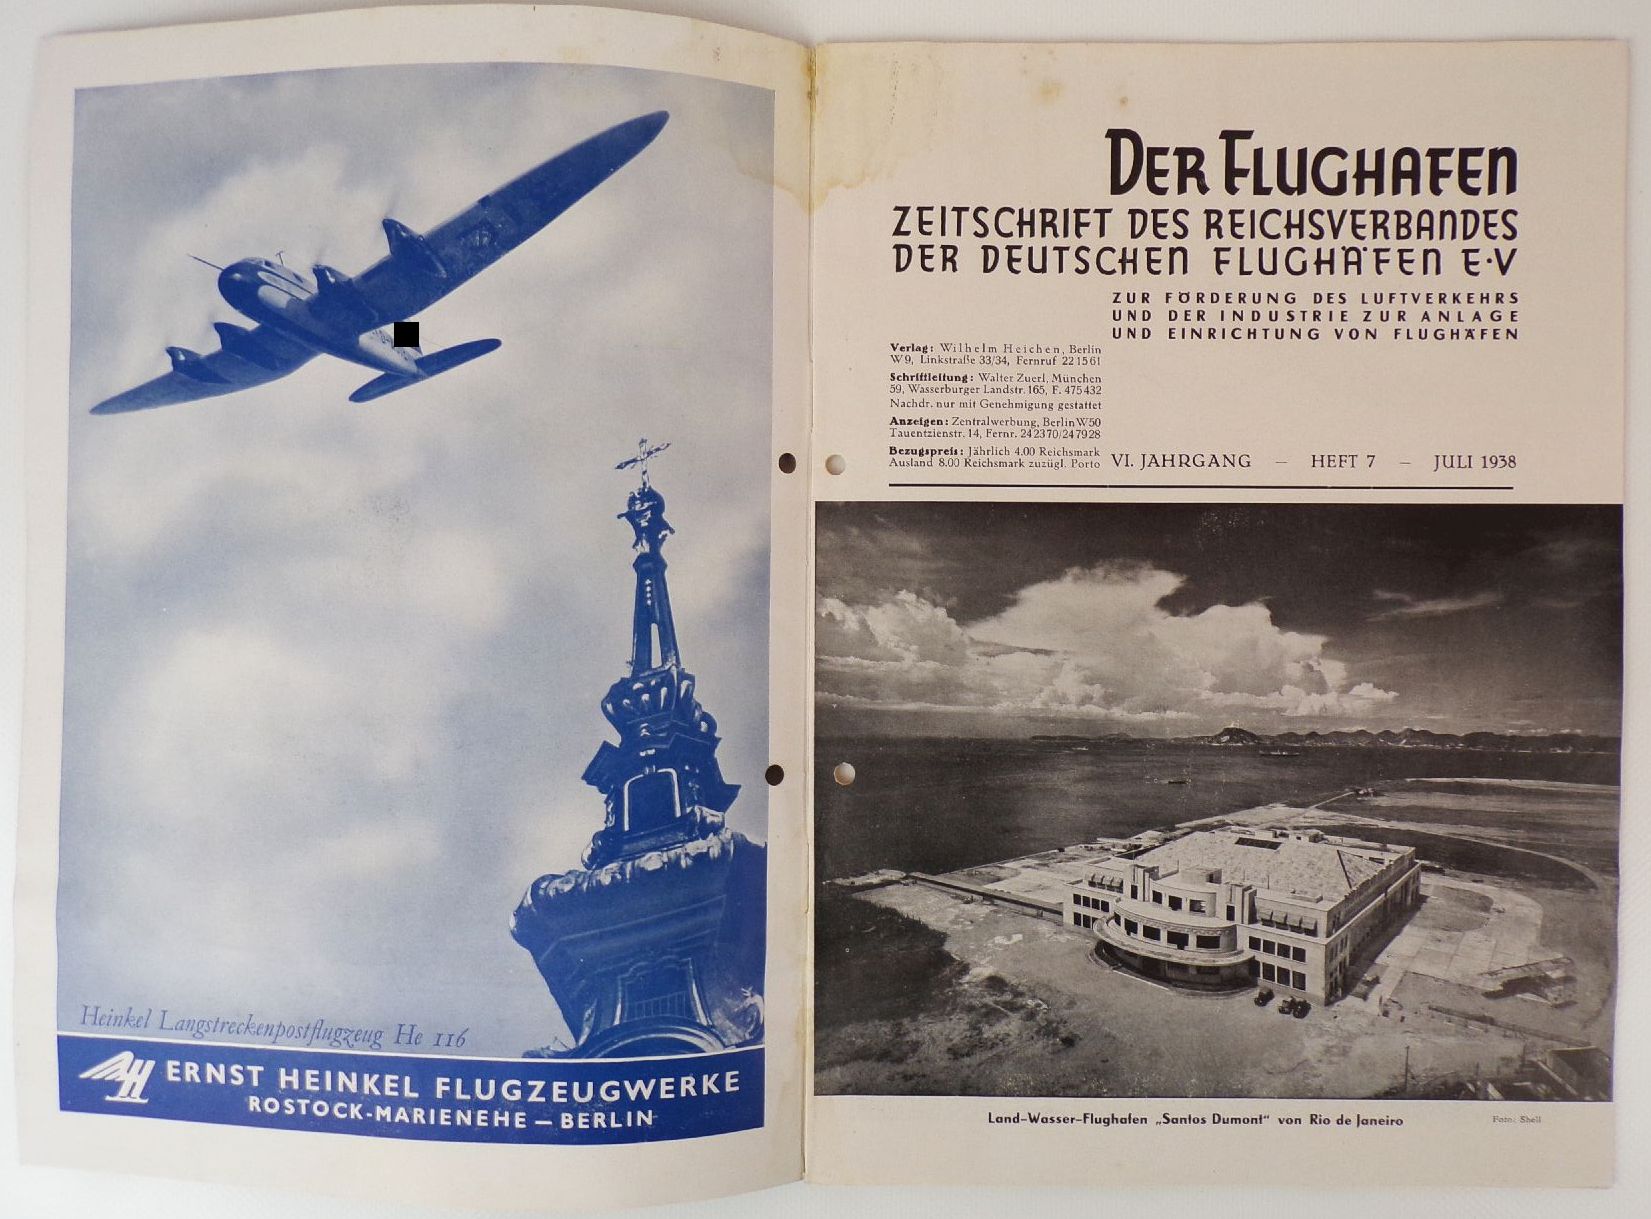 Heinkel Langstreckenpostflugzeug He 116
ERNST HEINKEL FLUGZEUGWERKE
ROSTOCK-MARIENEHE – BERLIN
DER FLUGHAFEN
ZEITSCHRIFT DES REICHSVERBANDES
DER DEUTSCHEN FLUGHÄFEN E·V
ZUR FÖRDERUNG DES LUFTVERKEHRS
UND DER INDUSTRIE ZUR ANLAGE
UND EINRICHTUNG VON FLUGHÄFEN
Verlag: Wilhelm Heichen, Berlin
W9, Linkstraße 33/34, Fernruf 221561
Schriftleitung: Walter Zuerl, München
59, Wasserburger Landstr. 165, F. 475432
Nachdr. nur mit Genehmigung gestattet
Anzeigen: Zentralwerbung, Berlin W50
Tauentzienstr. 14, Fernr. 242370/247928
Bezugspreis: Jährlich 4.00 Reichsmark
Ausland 8.00 Reichsmark zuzügl. Porto
VI. JAHRGANG – HEFT 7 – JULI 1938
Land-Wasser-Flughafen „Santos Dumont“ von Rio de Janeiro
Foto: Shell